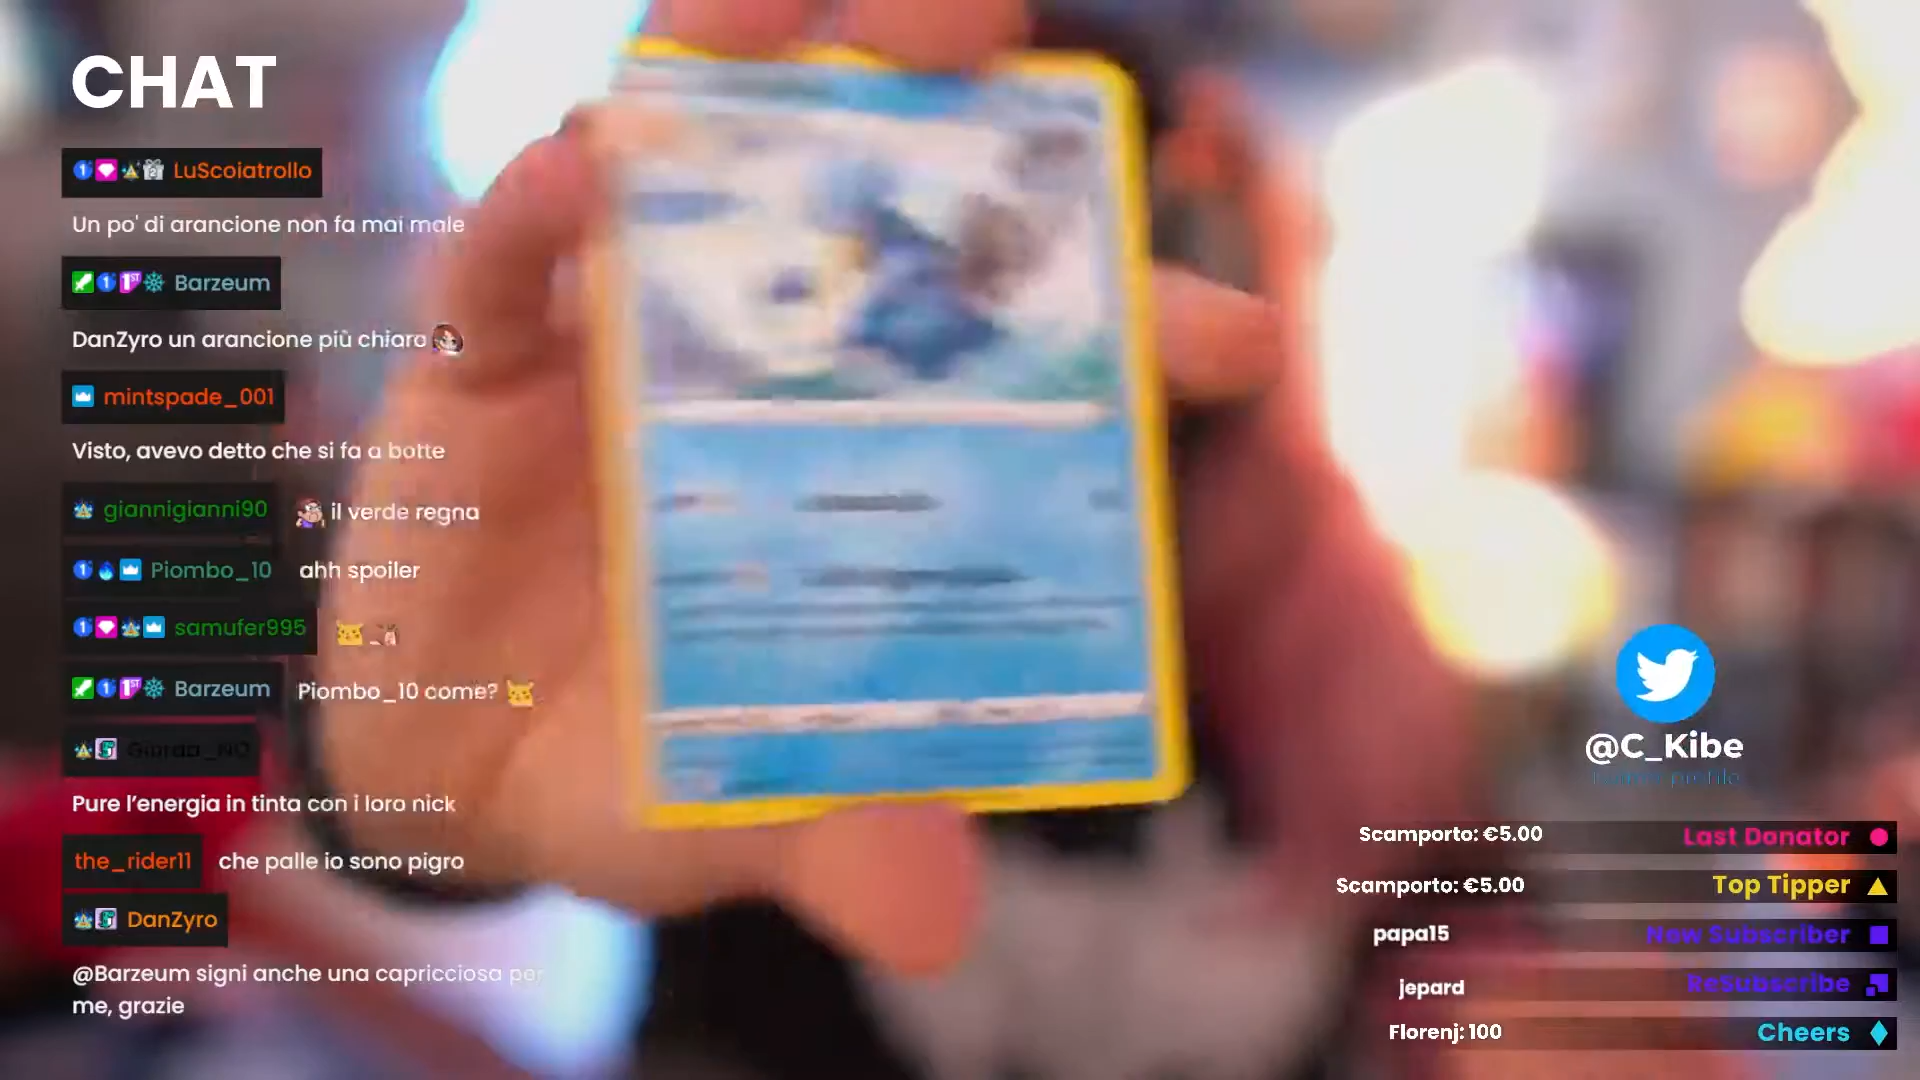 CHAT
LuScoiatrollo
Un po' di arancione non fa mai male
Barzeum
DanZyro un arancione più chiaro
mintspade_001
Visto, avevo detto che si fa a botte
giannigianni90 il verde regna
Piombo_10 ahh spoiler
samufer995
Barzeum Piombo_10 come?
Pure l'energia in tinta con i loro nick
the_rider11 che palle io sono pigro
DanZyro
@Barzeum signi anche una capricciosa per
me, grazie
@C_Kibe
Scamporto: €5.00 Last Donator
Scamporto: €5.00 Top Tipper
papa15 New Subscriber
jepard ReSubscribe
Florenj: 100 Cheers